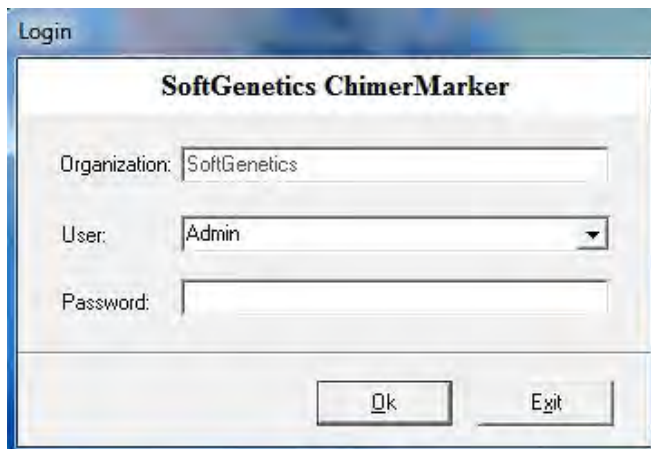 Login
SoftGenetics ChimerMarker
Organization: SoftGenetics
User: Admin
Password:
Ok Exit